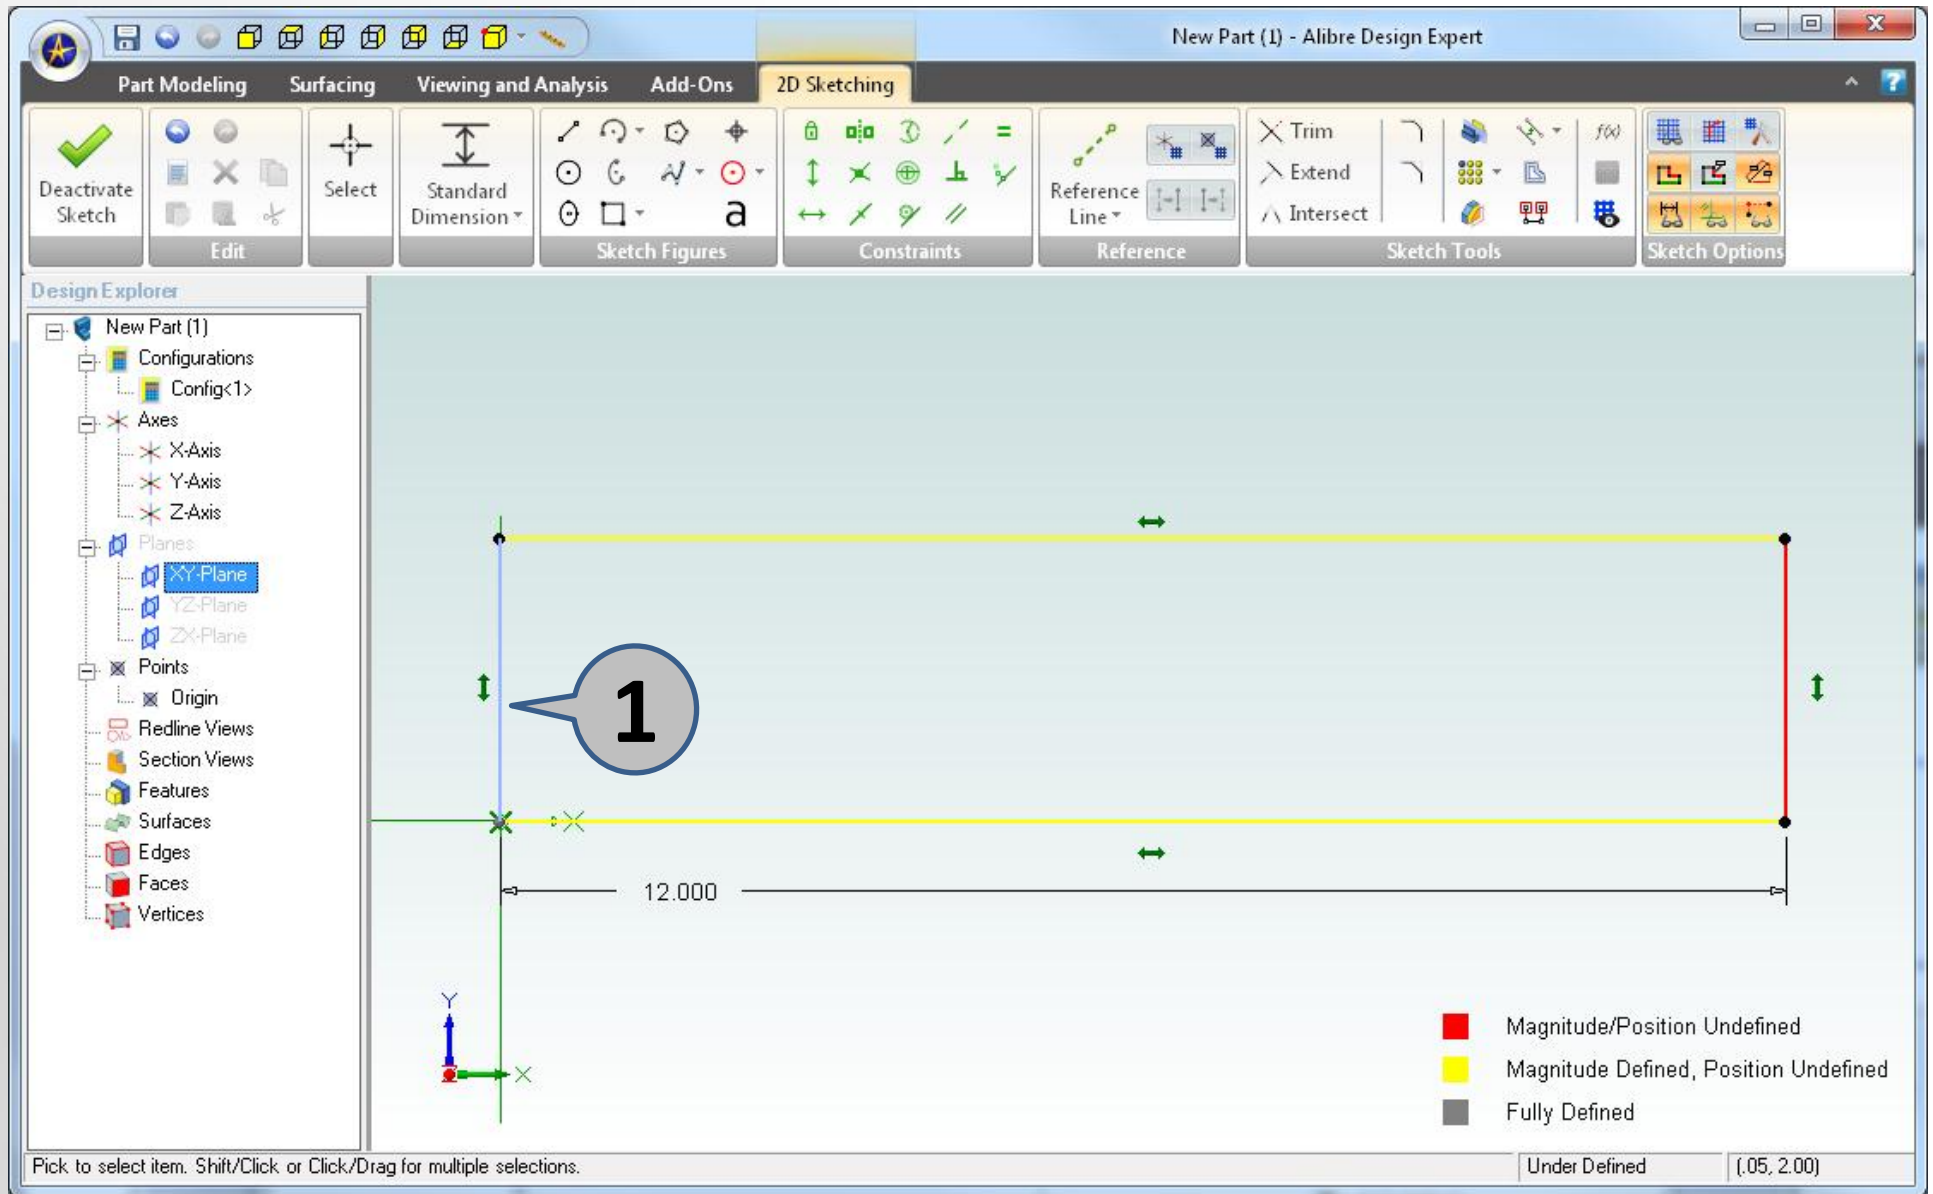 New Part (1) - Alibre Design Expert
Part Modeling Surfacing Viewing and Analysis Add-Ons 2D Sketching ?
Deactivate Sketch
Edit
Select
Standard Dimension
a
Sketch Figures
Constraints
Reference Line
Reference
Trim
Extend
Intersect
f(x)
Sketch Tools
Sketch Options
Design Explorer
New Part (1)
Configurations
Config<1>
Axes
X-Axis
Y-Axis
Z-Axis
Planes
XY-Plane
YZ-Plane
ZX-Plane
Points
Origin
Redline Views
Section Views
Features
Surfaces
Edges
Faces
Vertices
1
X
12.000
Y
X
Magnitude/Position Undefined
Magnitude Defined, Position Undefined
Fully Defined
Pick to select item. Shift/Click or Click/Drag for multiple selections.
Under Defined
(.05, 2.00)